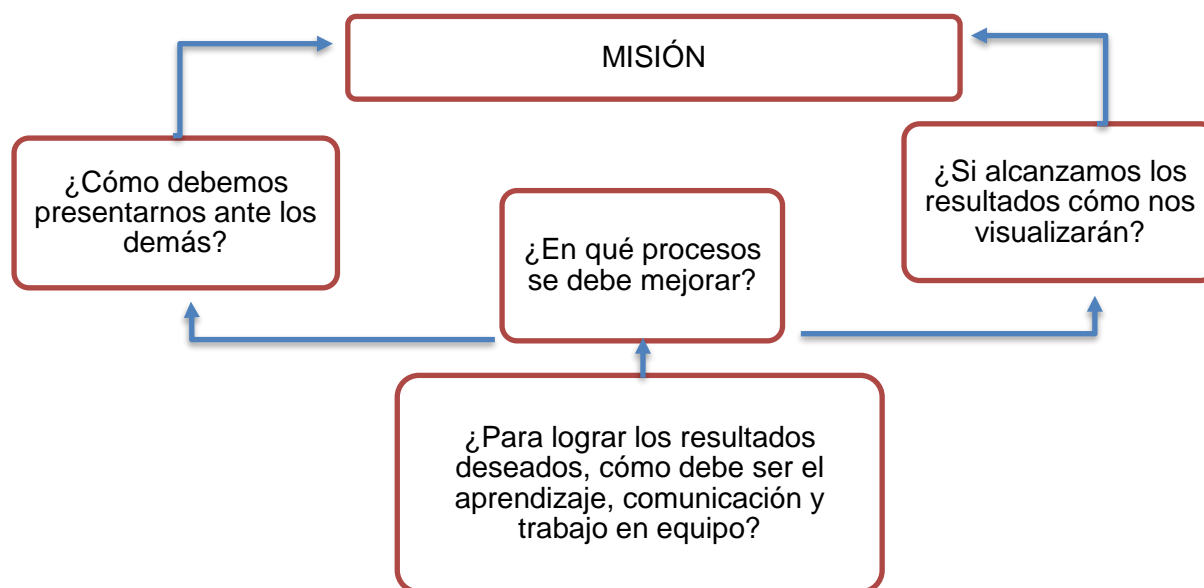 MISIÓN
¿Cómo debemos
presentarnos ante los
demás?
¿En qué procesos
se debe mejorar?
¿Si alcanzamos los
resultados cómo nos
visualizarán?
¿Para lograr los resultados
deseados, cómo debe ser el
aprendizaje, comunicación y
trabajo en equipo?